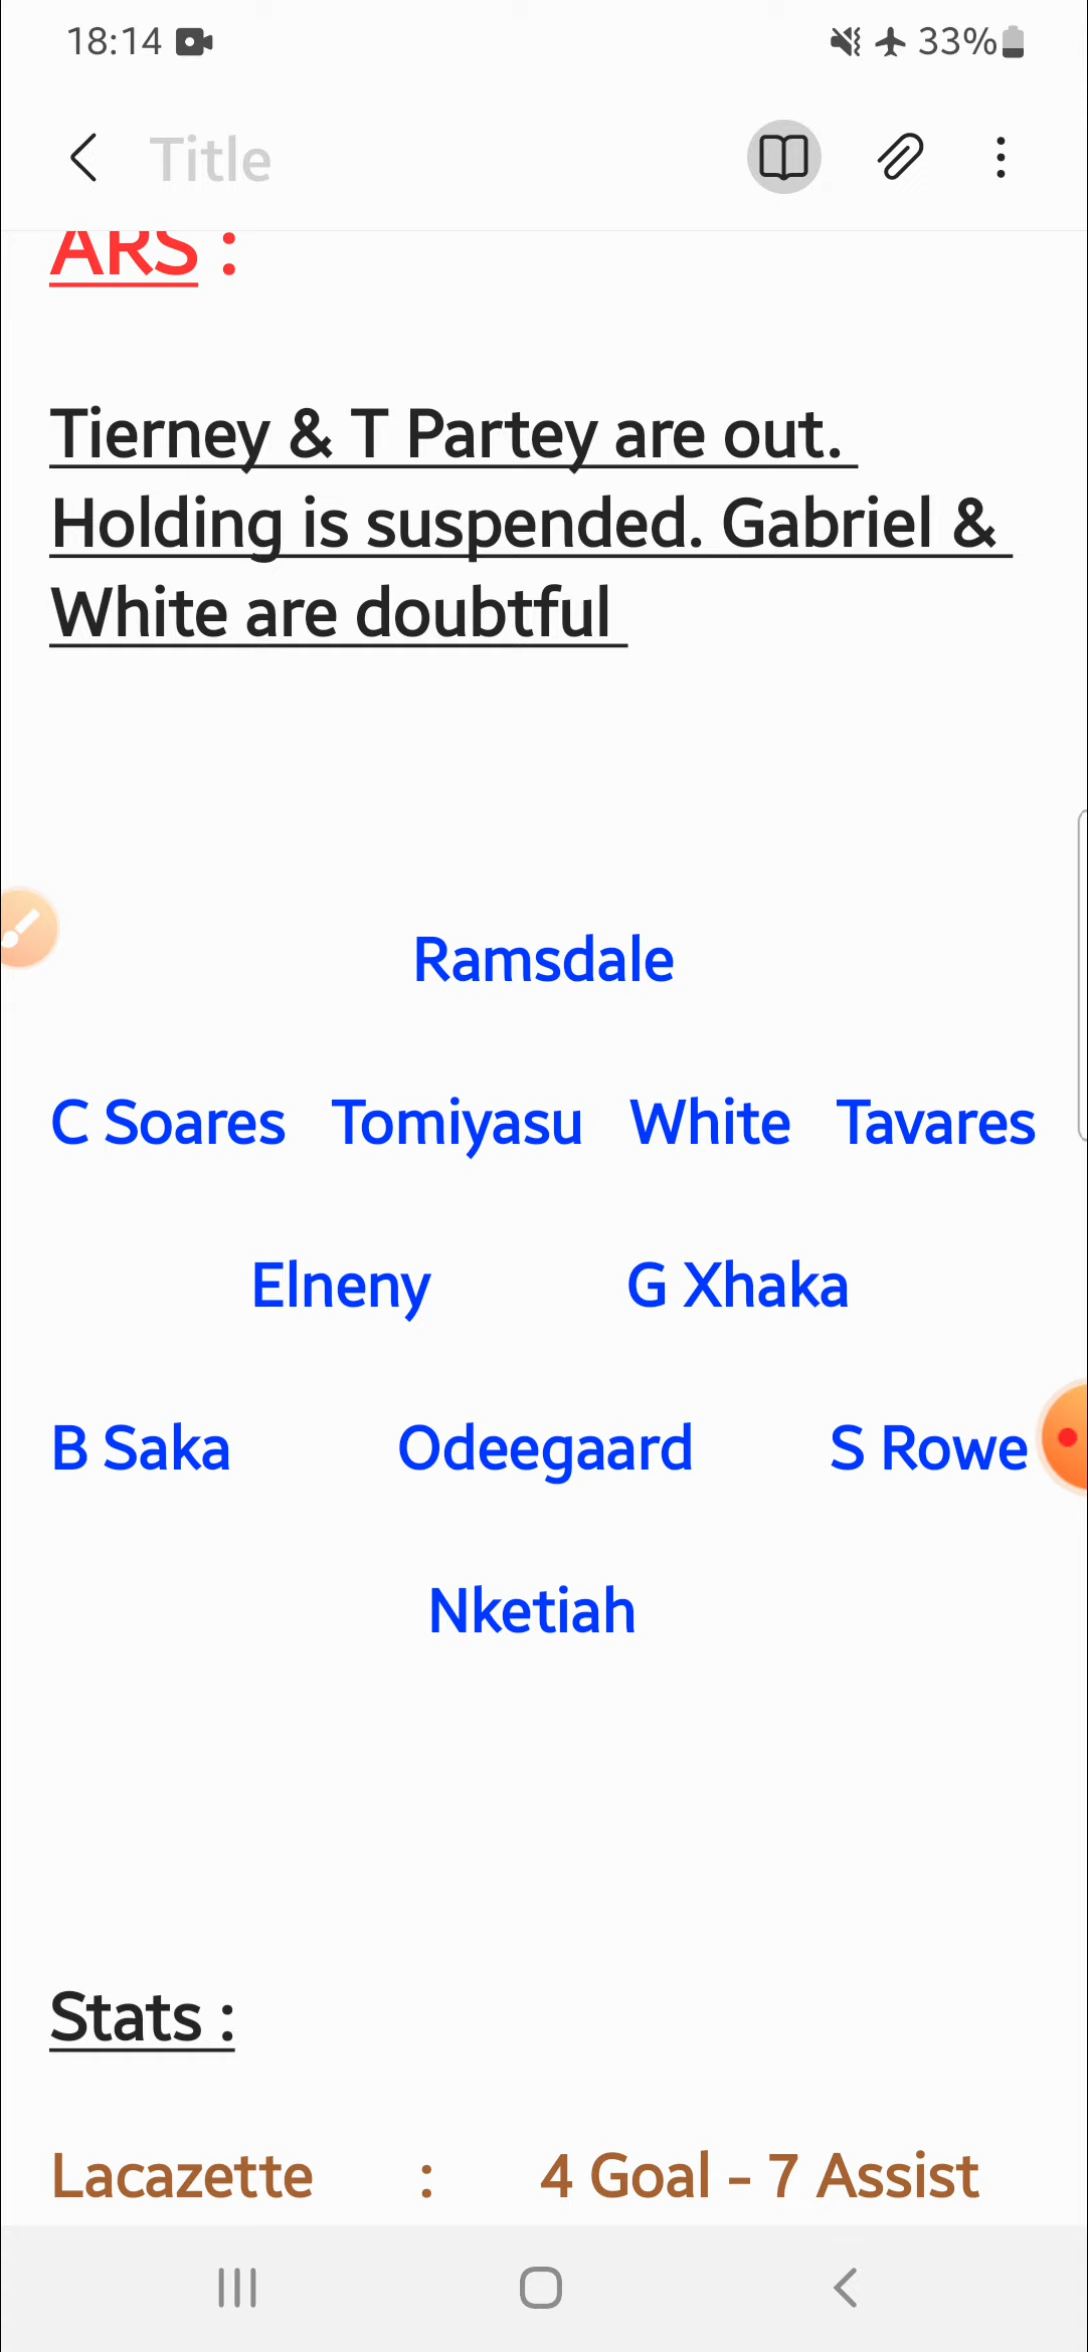 18:14 33%
Title
ARS :
Tierney & T Partey are out.
Holding is suspended. Gabriel &
White are doubtful
Ramsdale
C Soares Tomiyasu White Tavares
Elneny G Xhaka
B Saka Odeegaard S Rowe
Nketiah
Stats :
Lacazette : 4 Goal - 7 Assist